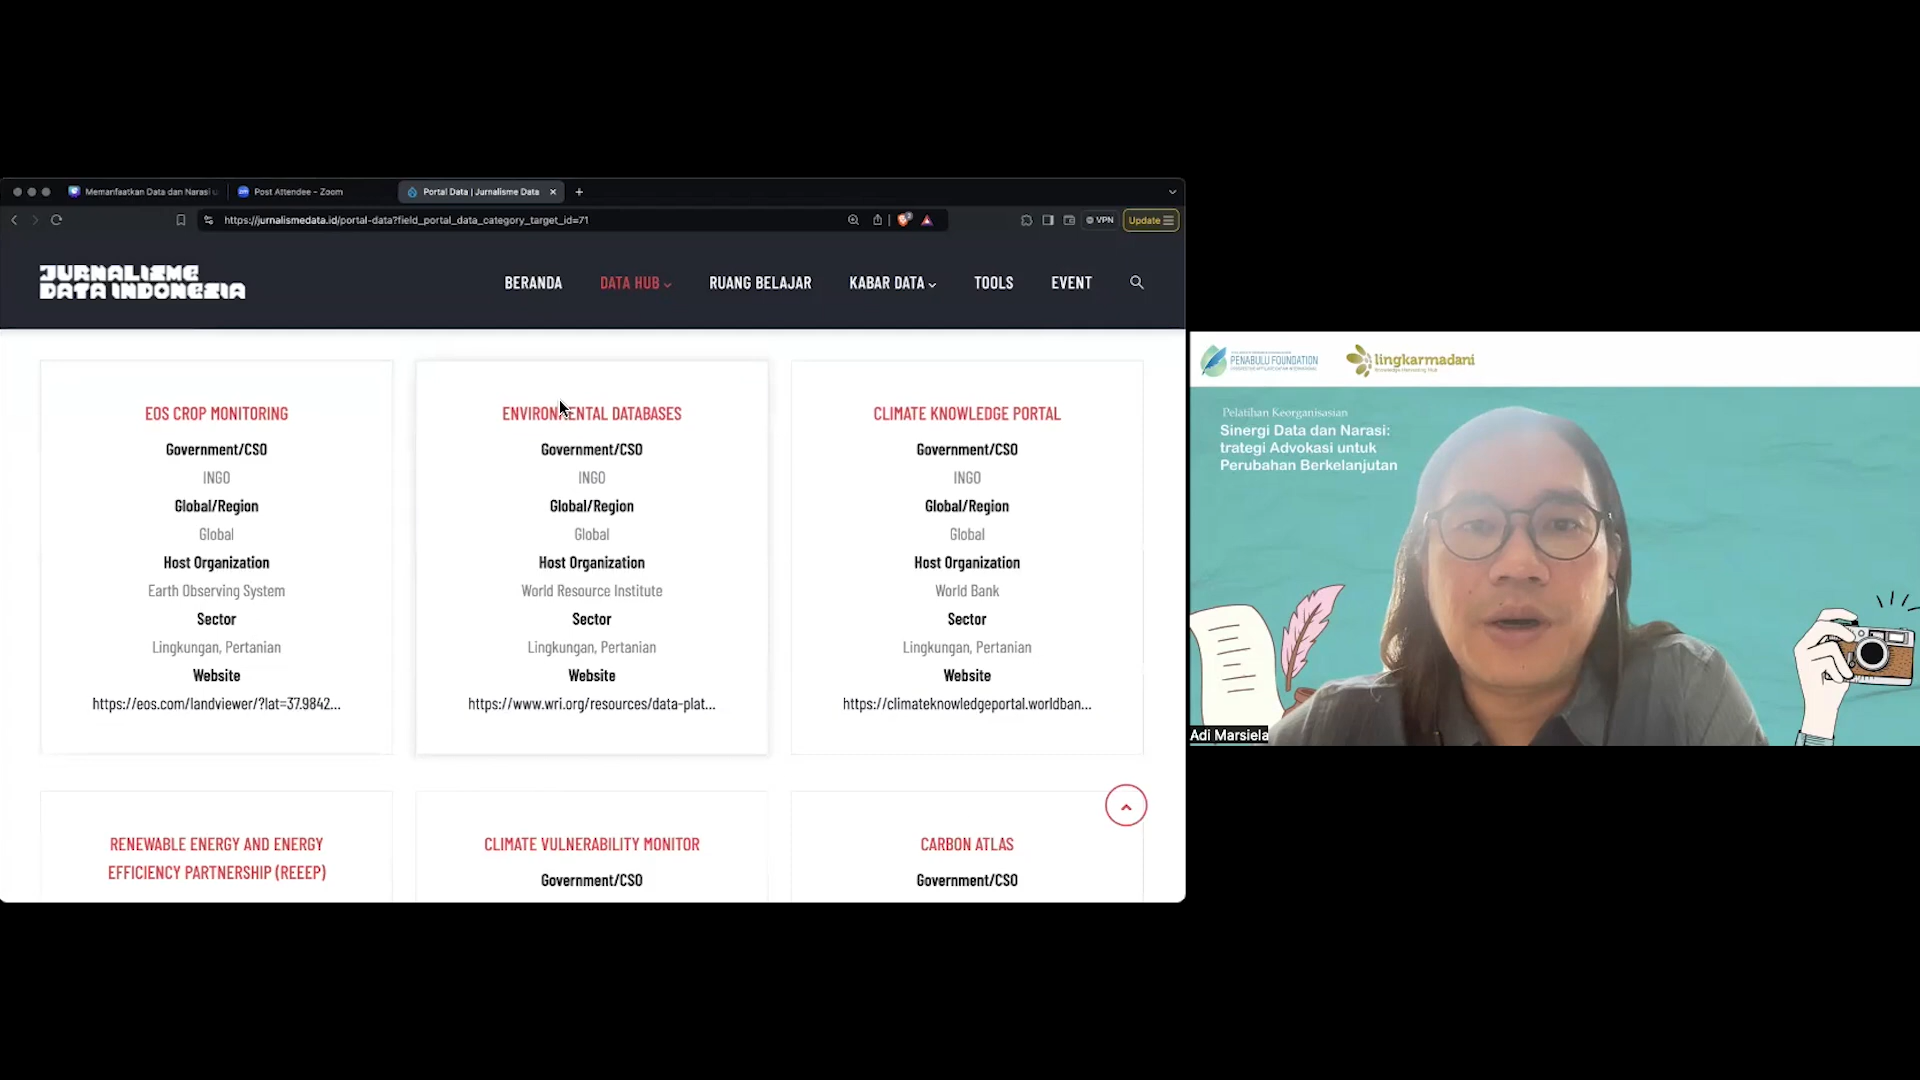 Memanfaatkan Data dan Narasi u
Post Attendee - Zoom
Portal Data | Jurnalisme Data
https://jurnalismedata.id/portal-data?field_portal_data_category_target_id=71
VPN
Update
JURNALISME
DATA INDONESIA
BERANDA
DATA HUB
RUANG BELAJAR
KABAR DATA
TOOLS
EVENT
EOS CROP MONITORING
Government/CSO
INGO
Global/Region
Global
Host Organization
Earth Observing System
Sector
Lingkungan, Pertanian
Website
https://eos.com/landviewer/?lat=37.9842...
ENVIRONMENTAL DATABASES
Government/CSO
INGO
Global/Region
Global
Host Organization
World Resource Institute
Sector
Lingkungan, Pertanian
Website
https://www.wri.org/resources/data-plat...
CLIMATE KNOWLEDGE PORTAL
Government/CSO
INGO
Global/Region
Global
Host Organization
World Bank
Sector
Lingkungan, Pertanian
Website
https://climateknowledgeportal.worldban...
RENEWABLE ENERGY AND ENERGY
EFFICIENCY PARTNERSHIP (REEEP)
CLIMATE VULNERABILITY MONITOR
Government/CSO
CARBON ATLAS
Government/CSO
PENABULU FOUNDATION
lingkarmadani
Knowledge Harvesting Hub
Pelatihan Keorganisasian
Sinergi Data dan Narasi:
trategi Advokasi untuk
Perubahan Berkelanjutan
Adi Marsiela